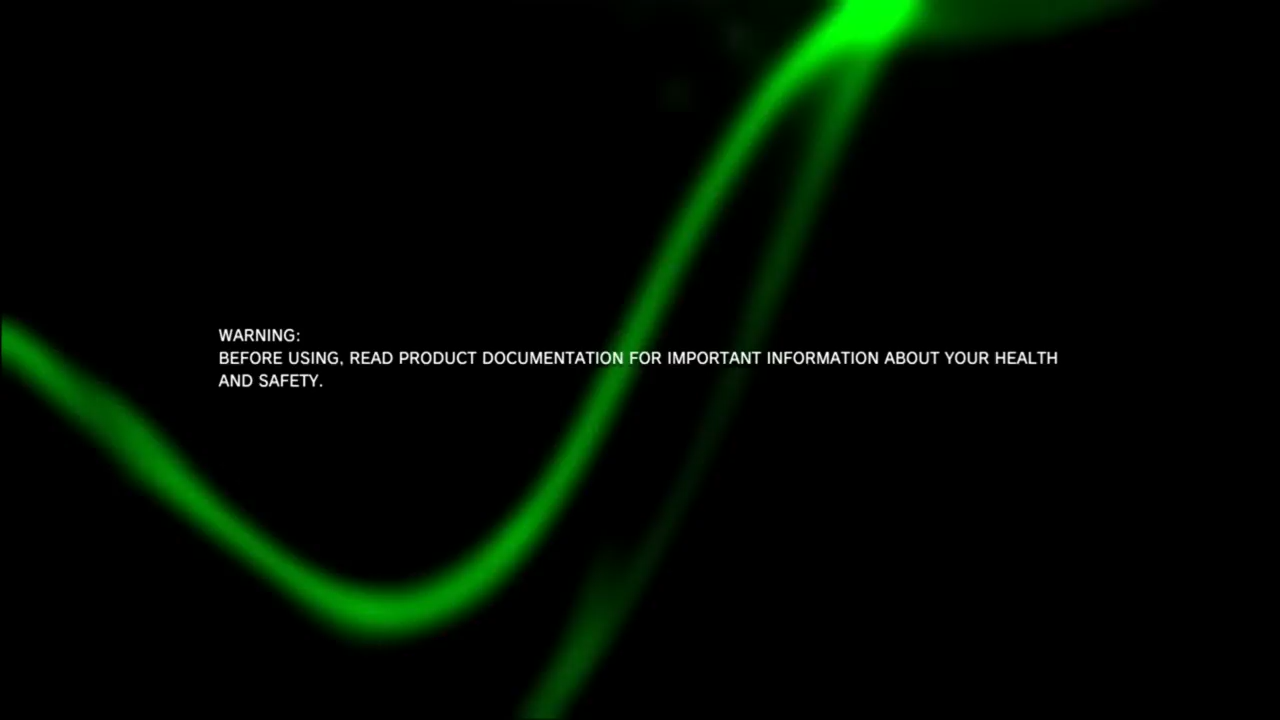 WARNING:
BEFORE USING, READ PRODUCT DOCUMENTATION FOR IMPORTANT INFORMATION ABOUT YOUR HEALTH
AND SAFETY.